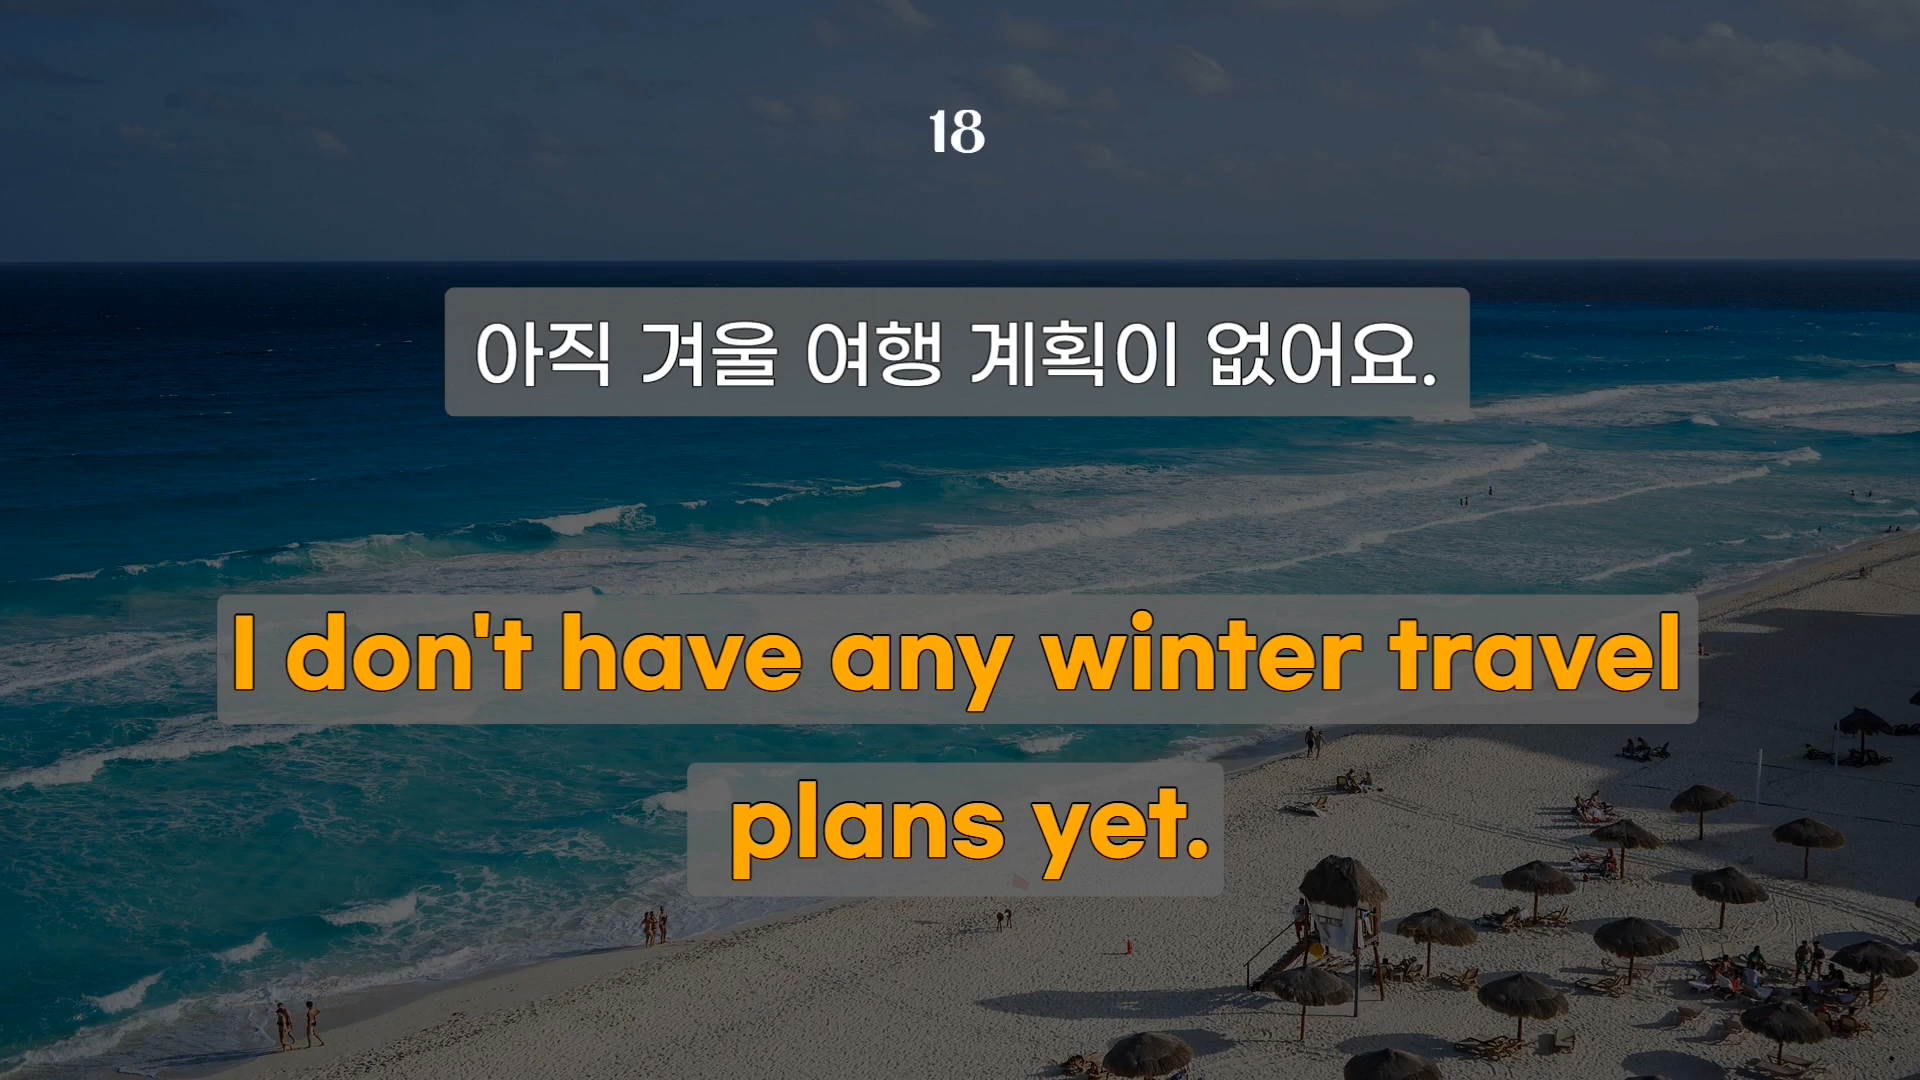 18
아직 겨울 여행 계획이 없어요.
I don't have any winter travel
plans yet.